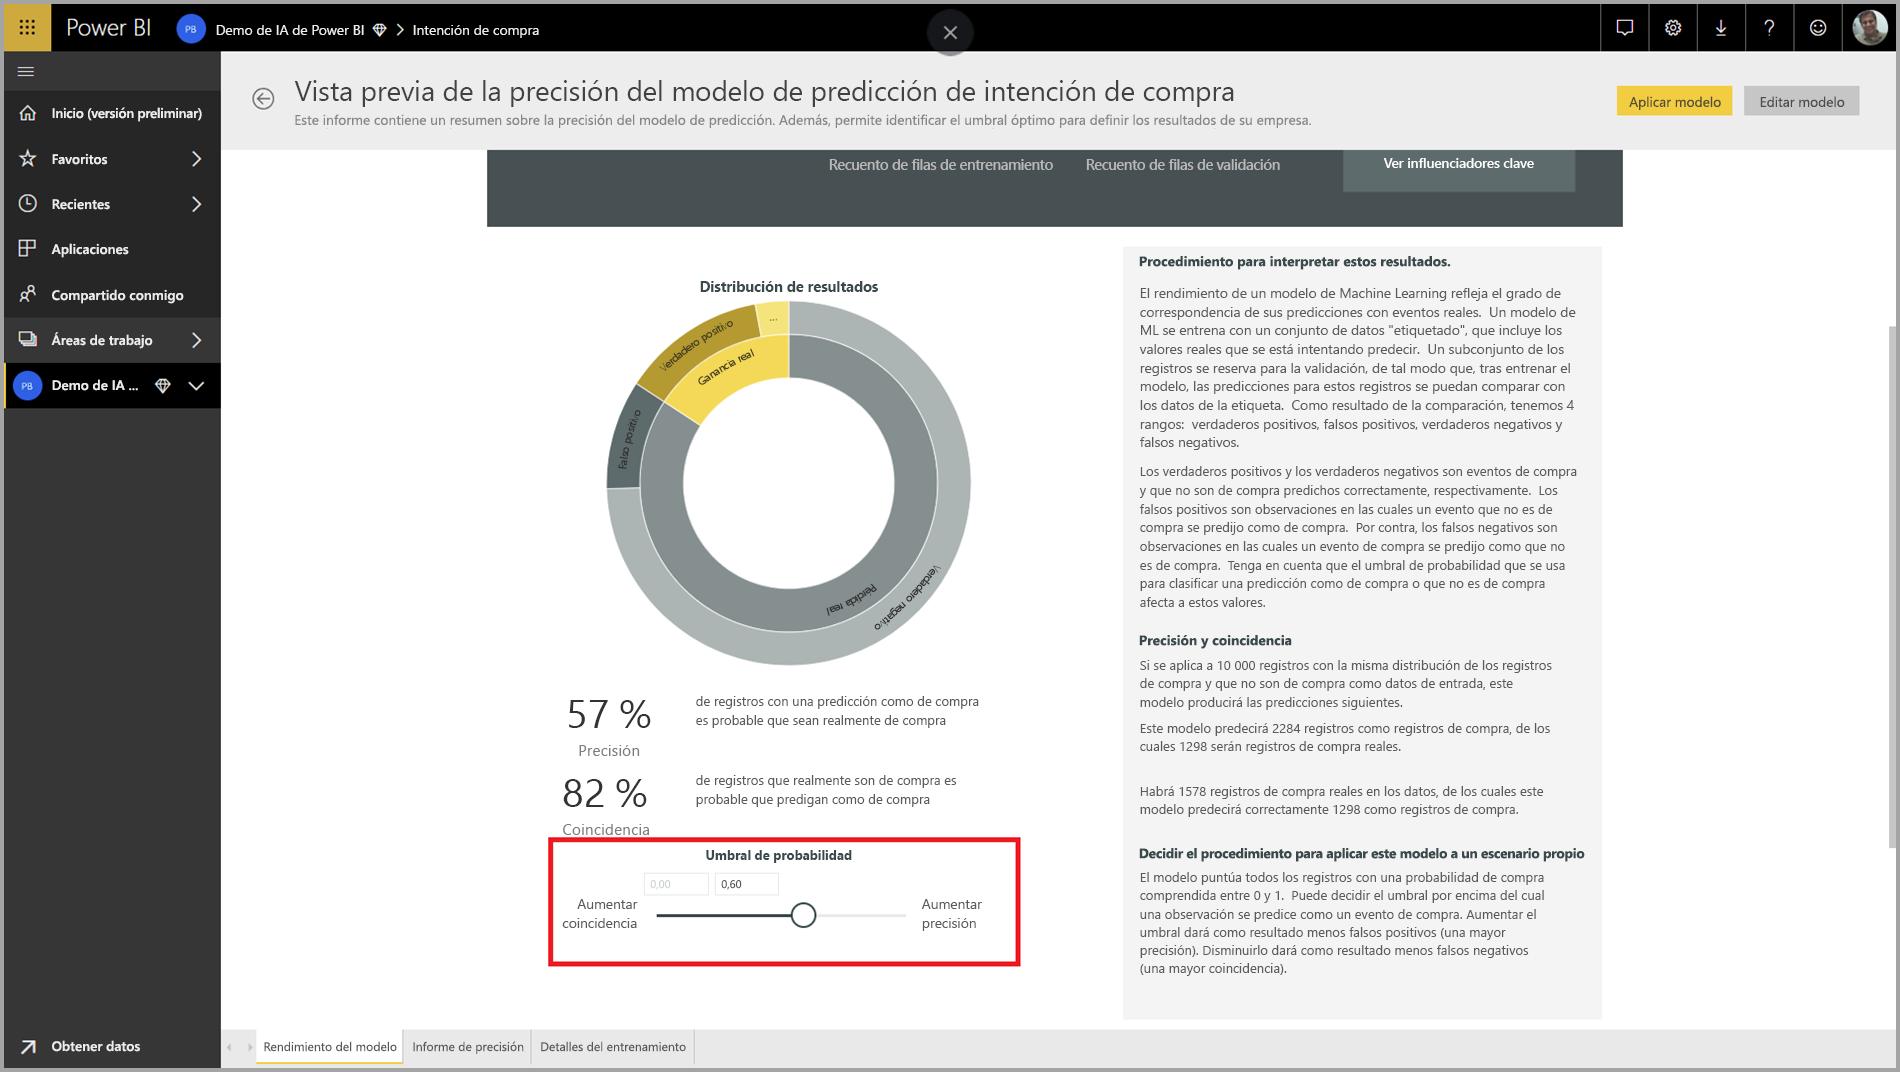 Power BI
PB
Demo de IA de Power BI
Intención de compra
?
Inicio (versión preliminar)
Favoritos
Recientes
Aplicaciones
Compartido conmigo
Áreas de trabajo
PB
Demo de IA ...
Obtener datos
Vista previa de la precisión del modelo de predicción de intención de compra
Este informe contiene un resumen sobre la precisión del modelo de predicción. Además, permite identificar el umbral óptimo para definir los resultados de su empresa.
Aplicar modelo
Editar modelo
Recuento de filas de entrenamiento
Recuento de filas de validación
Ver influenciadores clave
Distribución de resultados
...
Verdadero positivo
Ganancia real
Falso positivo
Pérdida real
Verdadero negativo
57 %
Precisión
de registros con una predicción como de compra
es probable que sean realmente de compra
82 %
Coincidencia
de registros que realmente son de compra es
probable que predigan como de compra
Umbral de probabilidad
0,00
0,60
Aumentar
coincidencia
Aumentar
precisión
Procedimiento para interpretar estos resultados.
El rendimiento de un modelo de Machine Learning refleja el grado de
correspondencia de sus predicciones con eventos reales. Un modelo de
ML se entrena con un conjunto de datos "etiquetado", que incluye los
valores reales que se está intentando predecir. Un subconjunto de los
registros se reserva para la validación, de tal modo que, tras entrenar el
modelo, las predicciones para estos registros se puedan comparar con
los datos de la etiqueta. Como resultado de la comparación, tenemos 4
rangos: verdaderos positivos, falsos positivos, verdaderos negativos y
falsos negativos.
Los verdaderos positivos y los verdaderos negativos son eventos de compra
y que no son de compra predichos correctamente, respectivamente. Los
falsos positivos son observaciones en las cuales un evento que no es de
compra se predijo como de compra. Por contra, los falsos negativos son
observaciones en las cuales un evento de compra se predijo como que no
es de compra. Tenga en cuenta que el umbral de probabilidad que se usa
para clasificar una predicción como de compra o que no es de compra
afecta a estos valores.
Precisión y coincidencia
Si se aplica a 10 000 registros con la misma distribución de los registros
de compra y que no son de compra como datos de entrada, este
modelo producirá las predicciones siguientes.
Este modelo predecirá 2284 registros como registros de compra, de los
cuales 1298 serán registros de compra reales.
Habrá 1578 registros de compra reales en los datos, de los cuales este
modelo predecirá correctamente 1298 como registros de compra.
Decidir el procedimiento para aplicar este modelo a un escenario propio
El modelo puntúa todos los registros con una probabilidad de compra
comprendida entre 0 y 1. Puede decidir el umbral por encima del cual
una observación se predice como un evento de compra. Aumentar el
umbral dará como resultado menos falsos positivos (una mayor
precisión). Disminuirlo dará como resultado menos falsos negativos
(una mayor coincidencia).
Rendimiento del modelo
Informe de precisión
Detalles del entrenamiento